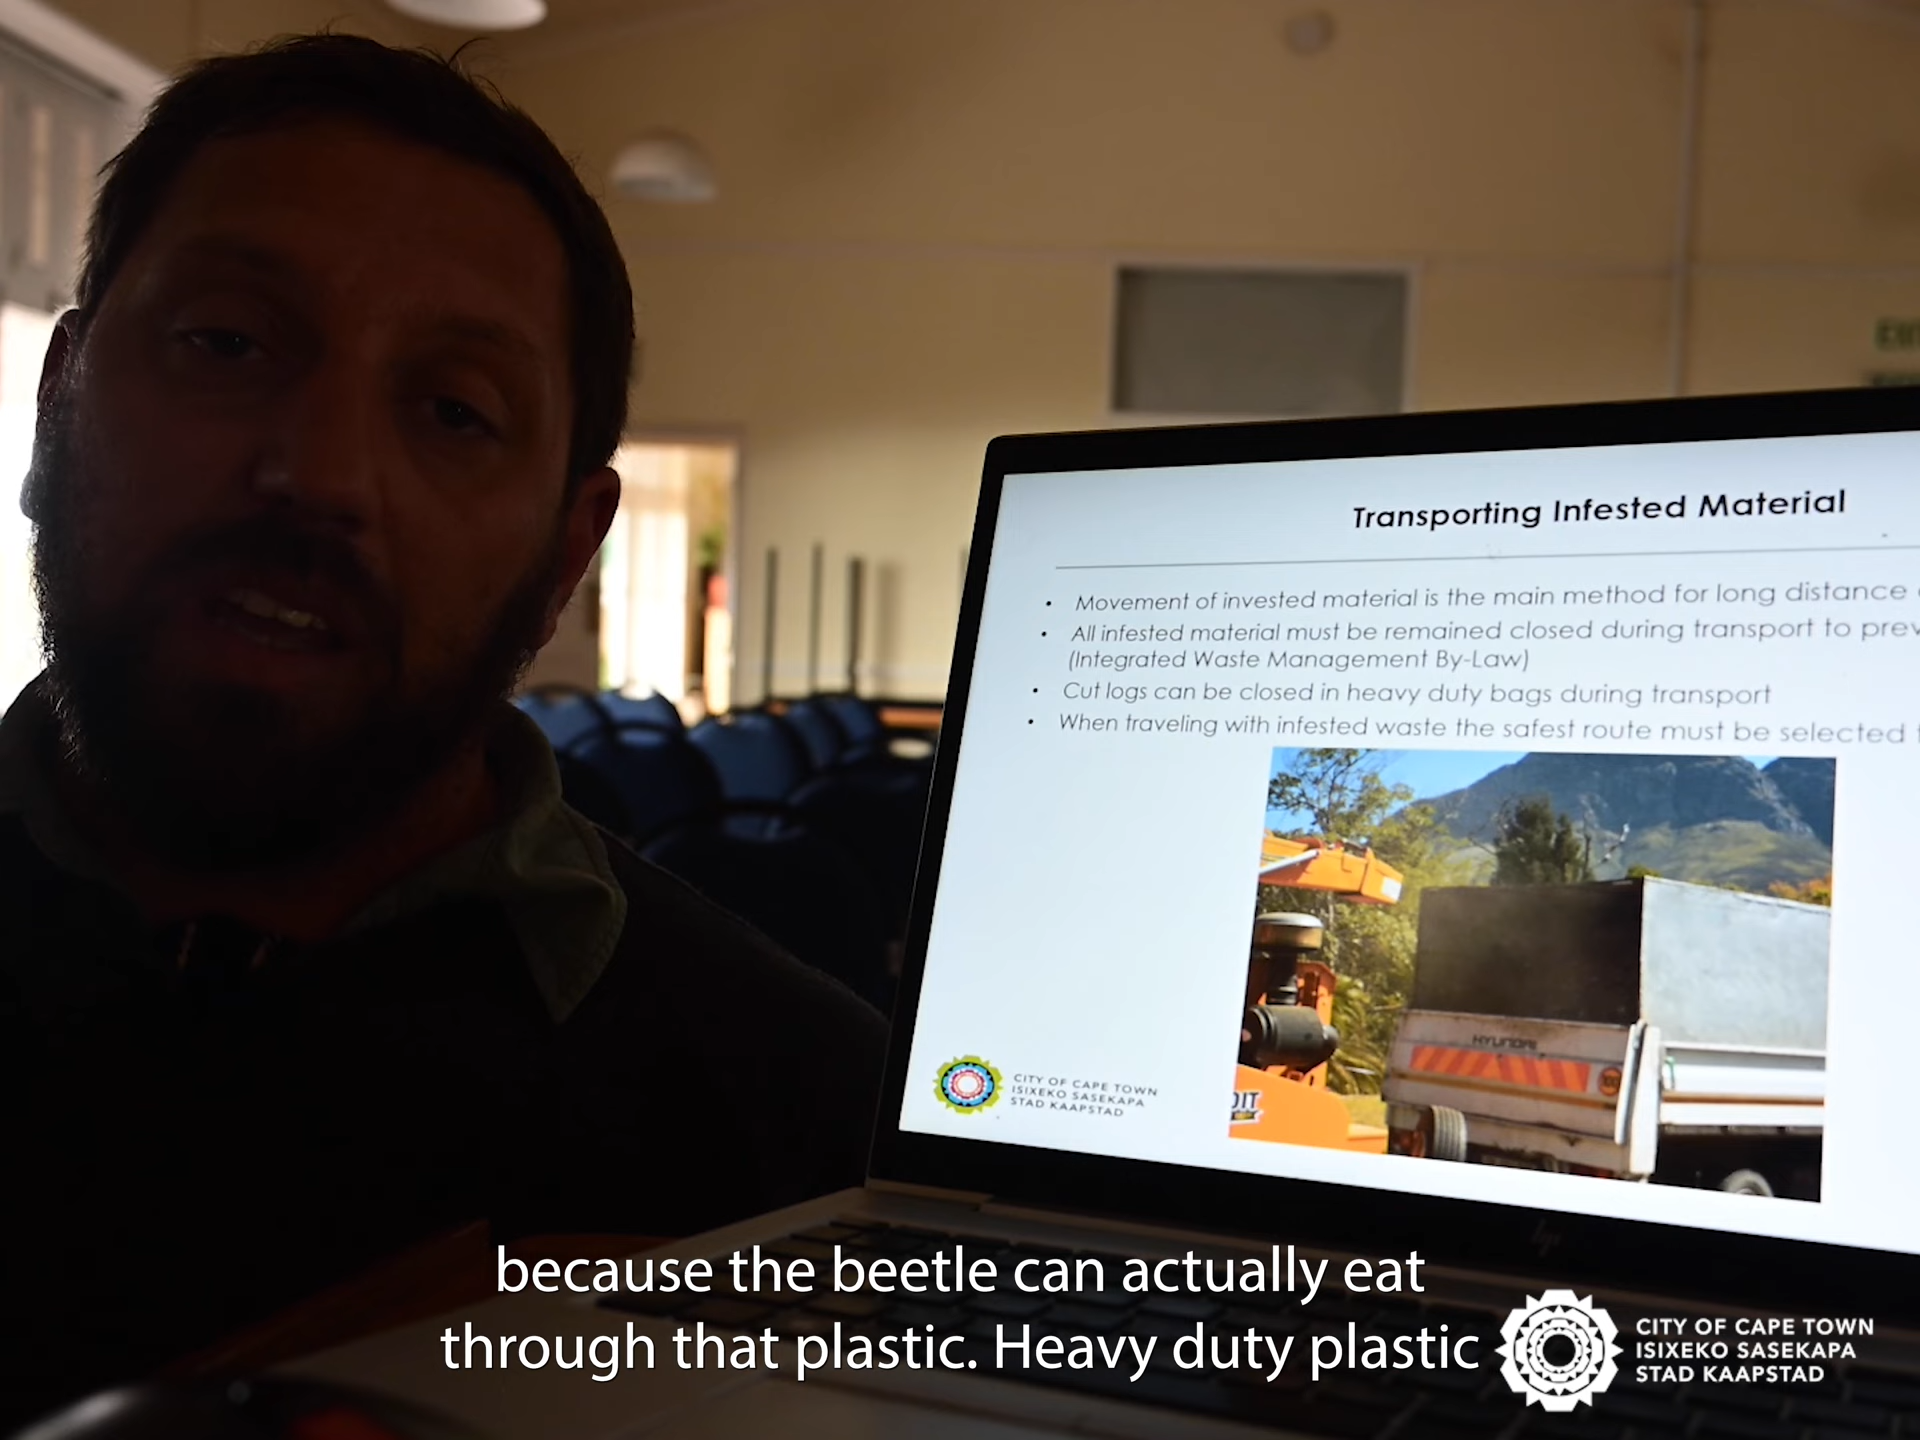 EXIT
Transporting Infested Material
• Movement of invested material is the main method for long distance
• All infested material must be remained closed during transport to prev
(Integrated Waste Management By-Law)
• Cut logs can be closed in heavy duty bags during transport
• When traveling with infested waste the safest route must be selected
HYUNDAI
DIT
CITY OF CAPE TOWN
ISIXEKO SASEKAPA
STAD KAAPSTAD
hp
because the beetle can actually eat
through that plastic. Heavy duty plastic
CITY OF CAPE TOWN
ISIXEKO SASEKAPA
STAD KAAPSTAD